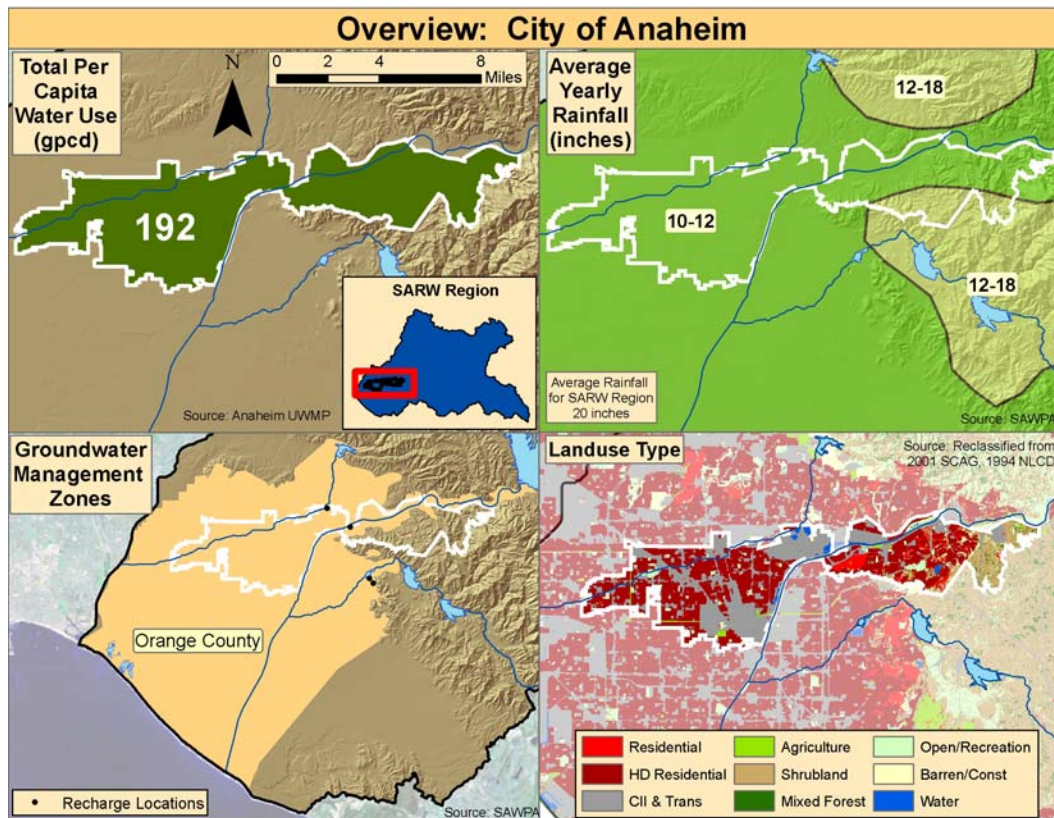 Overview: City of Anaheim
Total Per
Capita
Water Use
(gpcd)
N
0 2 4 8
Miles
192
SARW Region
Source: Anaheim UWMP
Average
Yearly
Rainfall
(inches)
12-18
10-12
12-18
Average Rainfall
for SARW Region
20 inches
Source: SAWPA
Groundwater
Management
Zones
Orange County
Recharge Locations
Source: SAWPA
Landuse Type
Source: Reclassified from
2001 SCAG, 1994 NLCD
Residential
HD Residential
CII & Trans
Agriculture
Shrubland
Mixed Forest
Open/Recreation
Barren/Const
Water